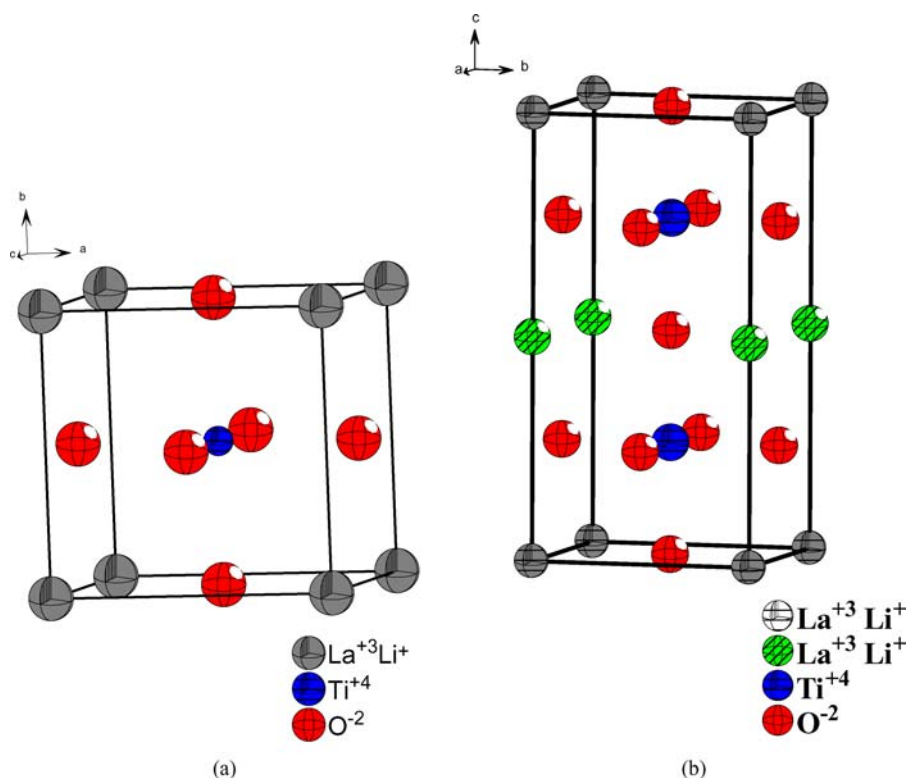 b
c
a
La⁺³Li⁺
Ti⁺⁴
O⁻²
(a)
c
a
b
La⁺³ Li⁺
La⁺³ Li⁺
Ti⁺⁴
O⁻²
(b)